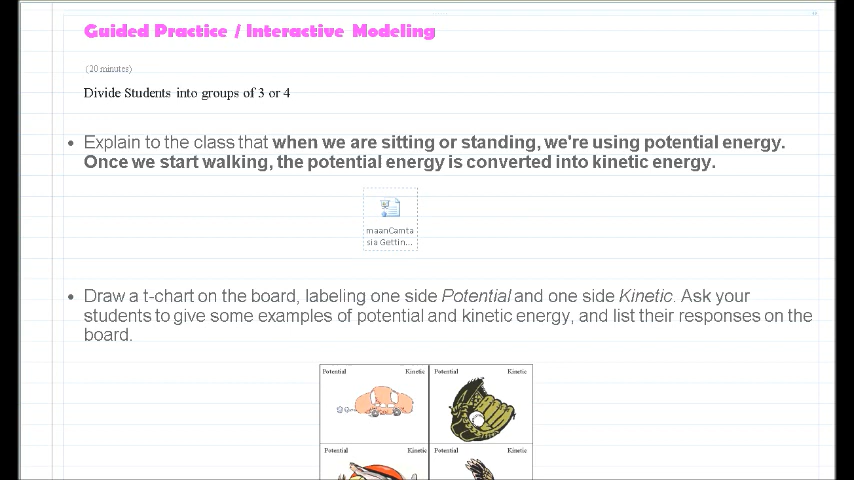 Guided Practice / Interactive Modeling
(20 minutes)
Divide Students into groups of 3 or 4
• Explain to the class that when we are sitting or standing, we're using potential energy.
Once we start walking, the potential energy is converted into kinetic energy.
maanCamta
sia Gettin...
• Draw a t-chart on the board, labeling one side Potential and one side Kinetic. Ask your
students to give some examples of potential and kinetic energy, and list their responses on the
board.
Potential Kinetic Potential Kinetic
Potential Kinetic Potential Kinetic